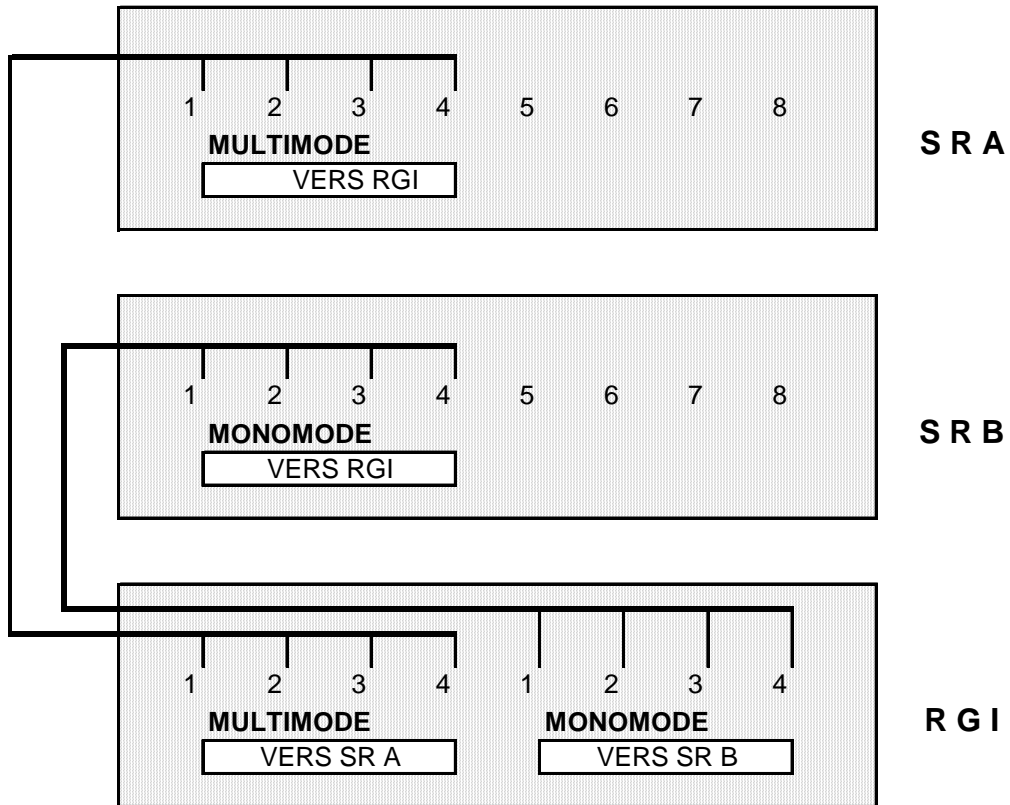 1 2 3 4 5 6 7 8
MULTIMODE
VERS RGI
S R A
1 2 3 4 5 6 7 8
MONOMODE
VERS RGI
S R B
1 2 3 4 1 2 3 4
MULTIMODE MONOMODE
VERS SR A VERS SR B
R G I